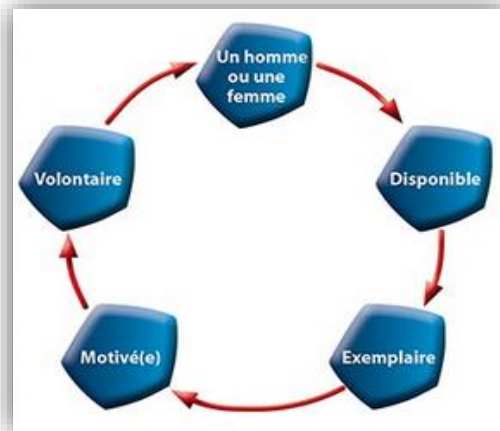 Un homme
ou une
femme
Disponible
Exemplaire
Motivé(e)
Volontaire